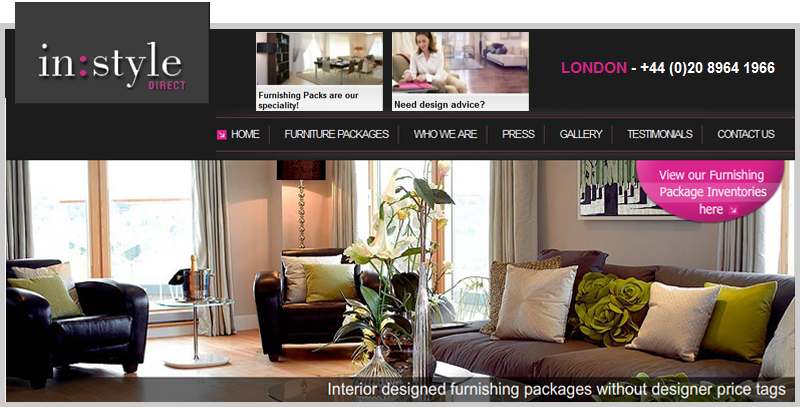 in:style
DIRECT
Furnishing Packs are our
speciality!
Need design advice?
LONDON - +44 (0)20 8964 1966
HOME
FURNITURE PACKAGES
WHO WE ARE
PRESS
GALLERY
TESTIMONIALS
CONTACT US
View our Furnishing
Package Inventories
here
Interior designed furnishing packages without designer price tags